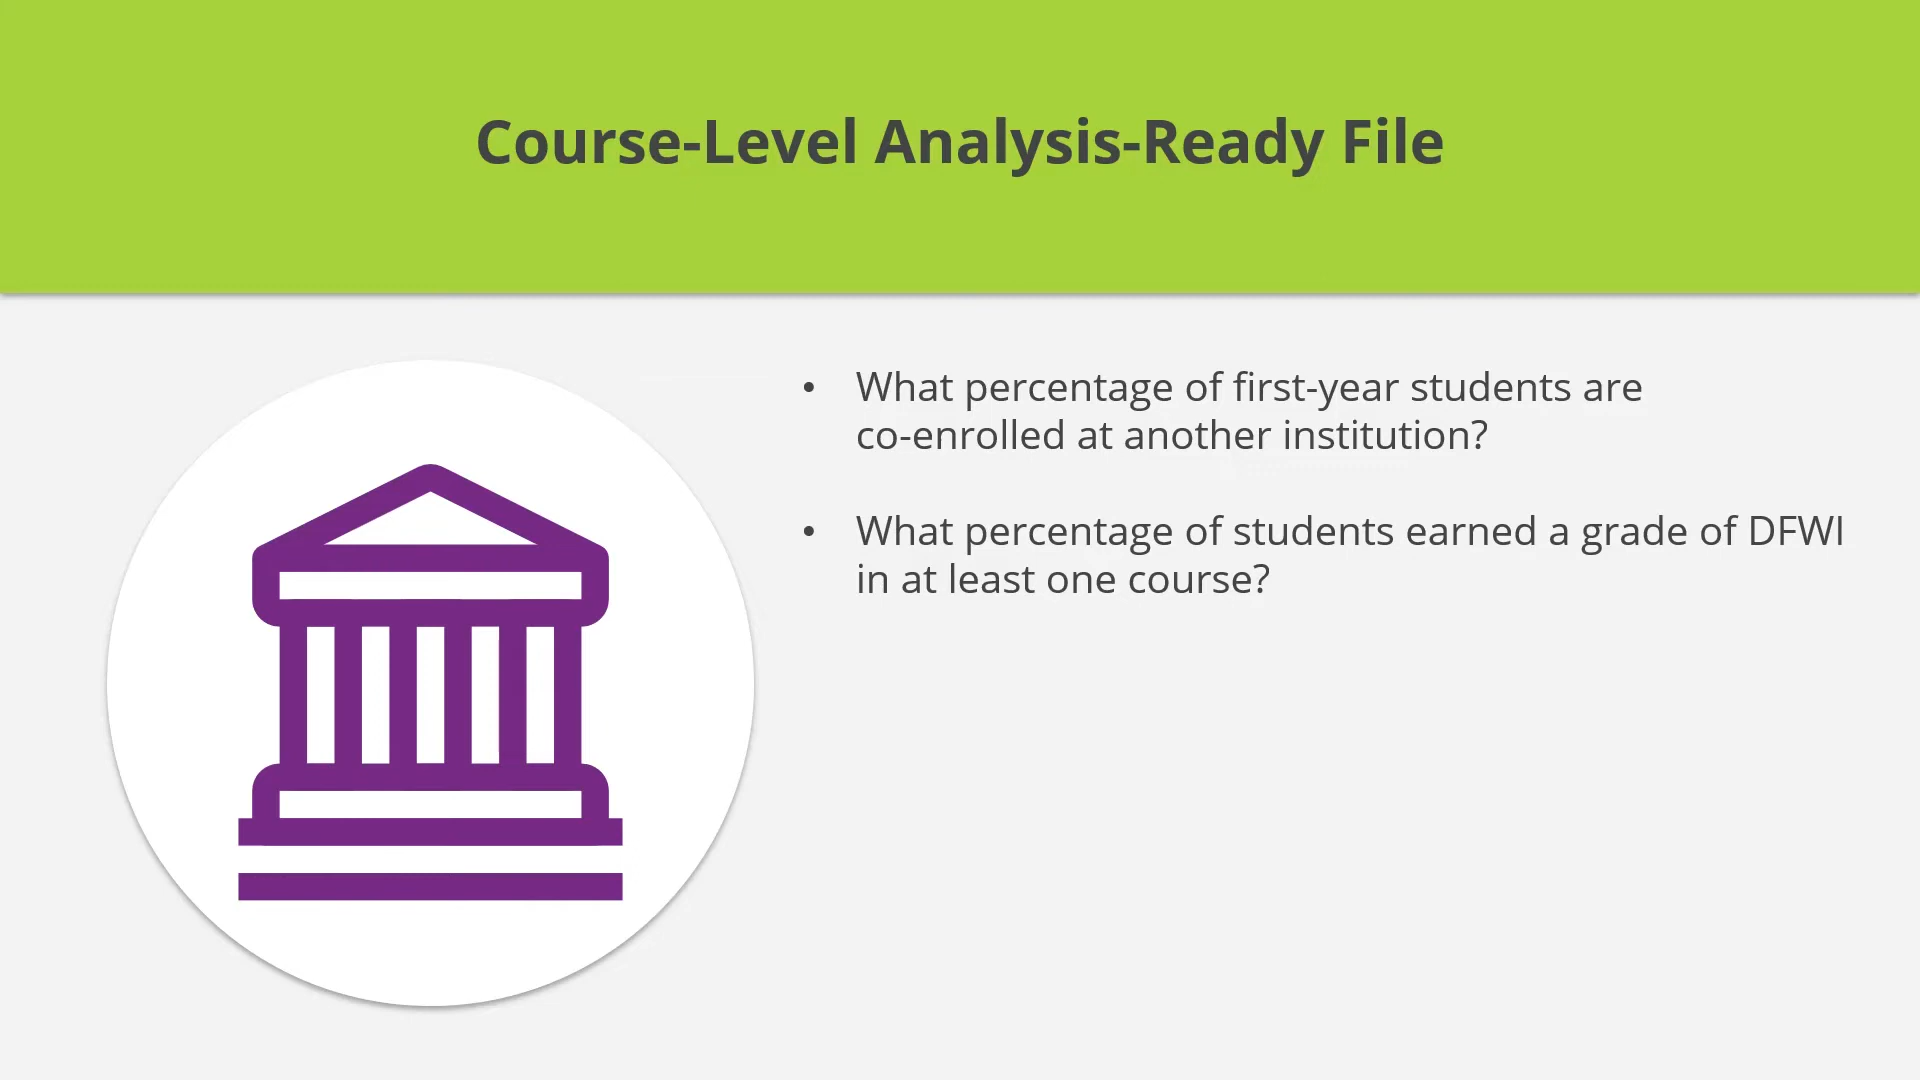 Course-Level Analysis-Ready File
• What percentage of first-year students are
co-enrolled at another institution?
• What percentage of students earned a grade of DFWI
in at least one course?